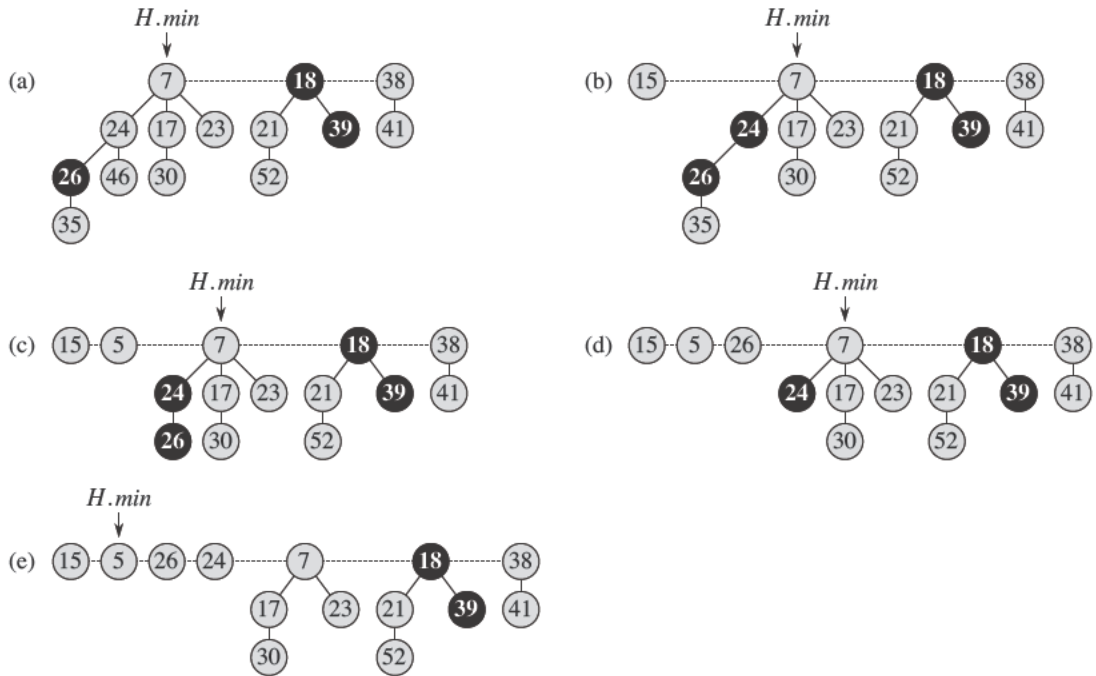 H.min
H.min
(a) 7 18 38
(b) 15 7 18 38
24 17 23 21 39 41
24 17 23 21 39 41
26 46 30 52
26 30 52
35
35
H.min
H.min
(c) 15 5 7 18 38
(d) 15 5 26 7 18 38
24 17 23 21 39 41
24 17 23 21 39 41
26 30 52
30 52
H.min
(e) 15 5 26 24 7 18 38
17 23 21 39 41
30 52